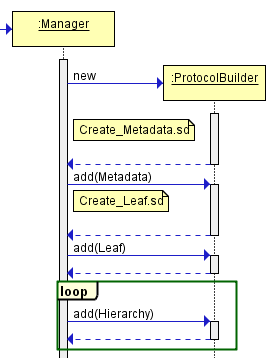 :Manager
new
:ProtocolBuilder
Create_Metadata.sd
add(Metadata)
Create_Leaf.sd
add(Leaf)
loop
add(Hierarchy)